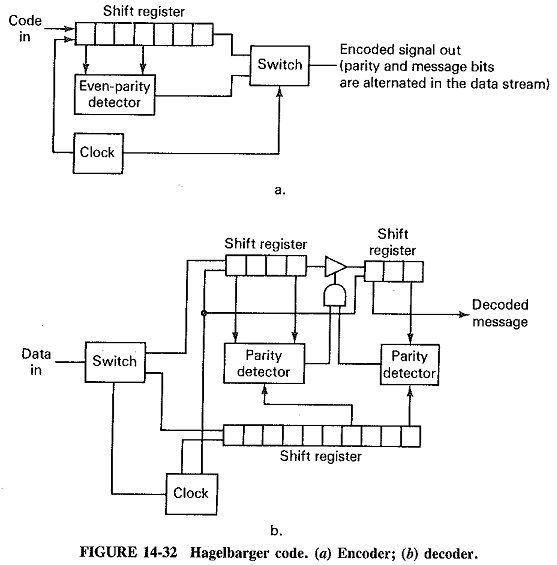 Shift register
Code
in
Even-parity
detector
Switch
Encoded signal out
(parity and message bits
are alternated in the data stream)
Clock
a.
Shift register
Shift
register
Decoded
message
Data
in
Switch
Parity
detector
Parity
detector
Shift register
Clock
b.
FIGURE 14-32 Hagelbarger code. (a) Encoder; (b) decoder.